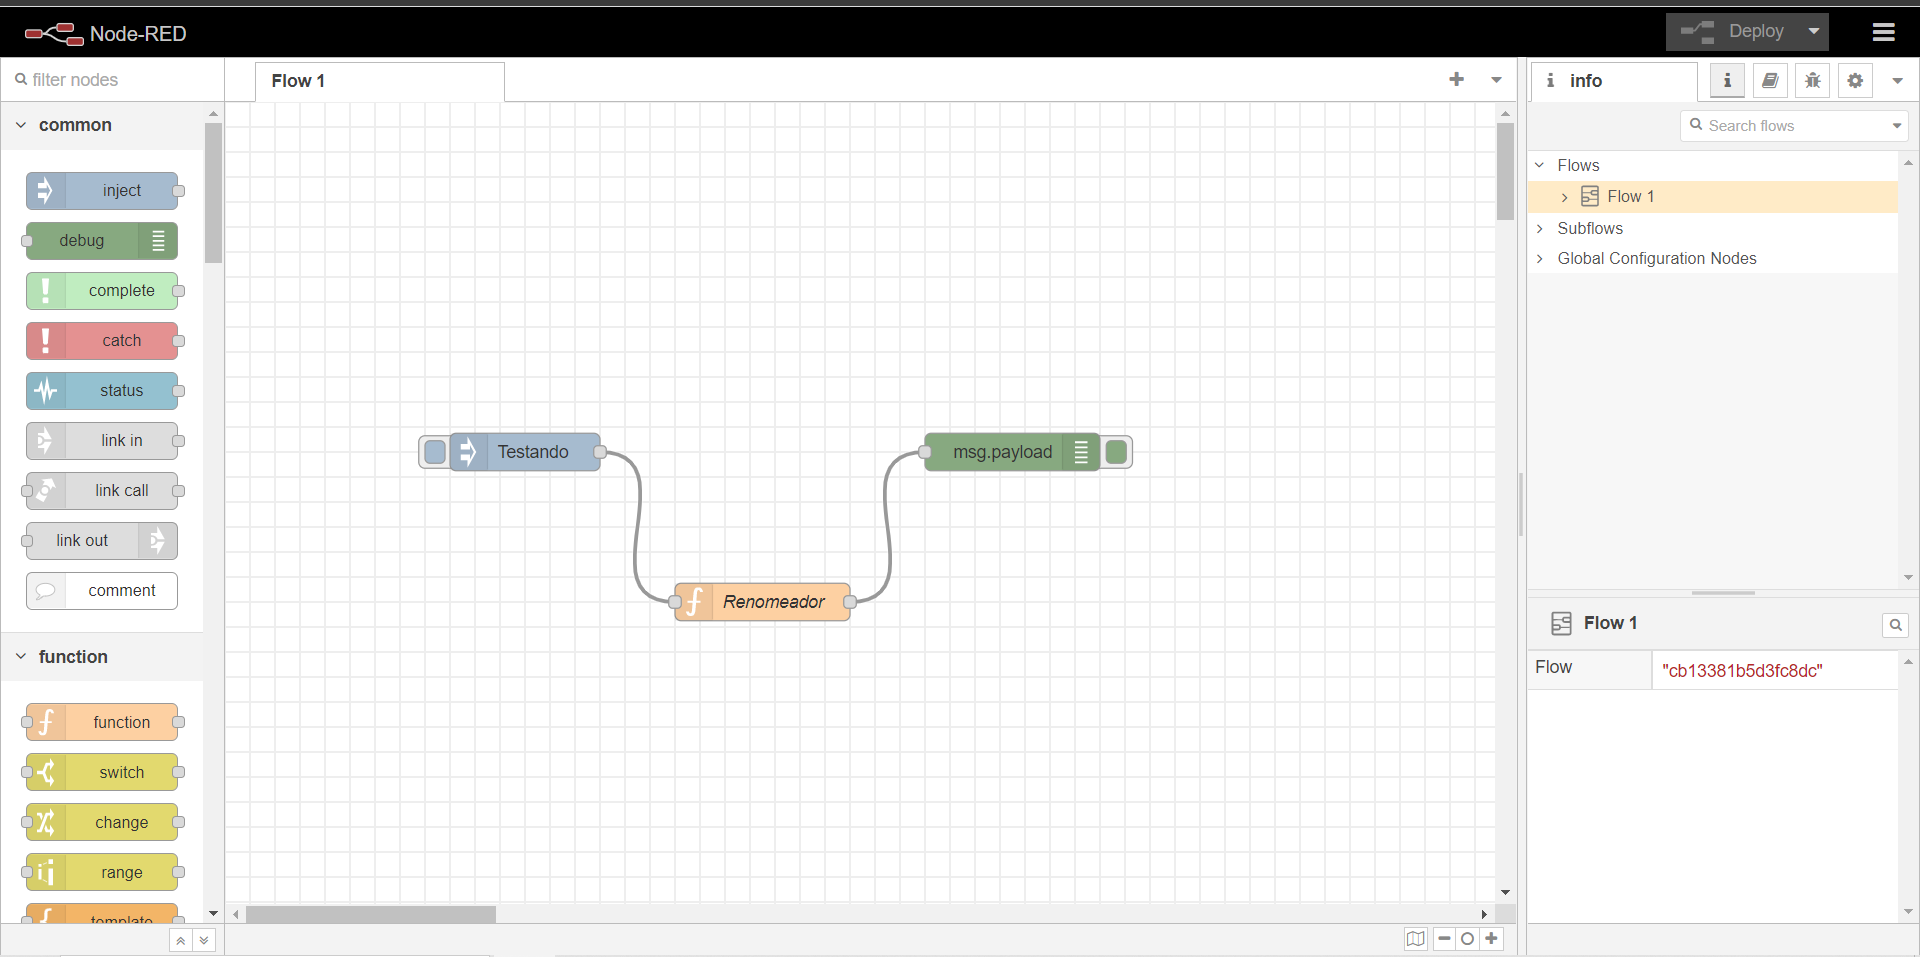 Node-RED
Deploy
filter nodes
Flow 1
info
Search flows
common
inject
debug
complete
catch
status
link in
link call
link out
comment
function
function
switch
change
range
template
Testando
Renomeador
msg.payload
Flows
Flow 1
Subflows
Global Configuration Nodes
Flow 1
Flow
"cb13381b5d3fc8dc"